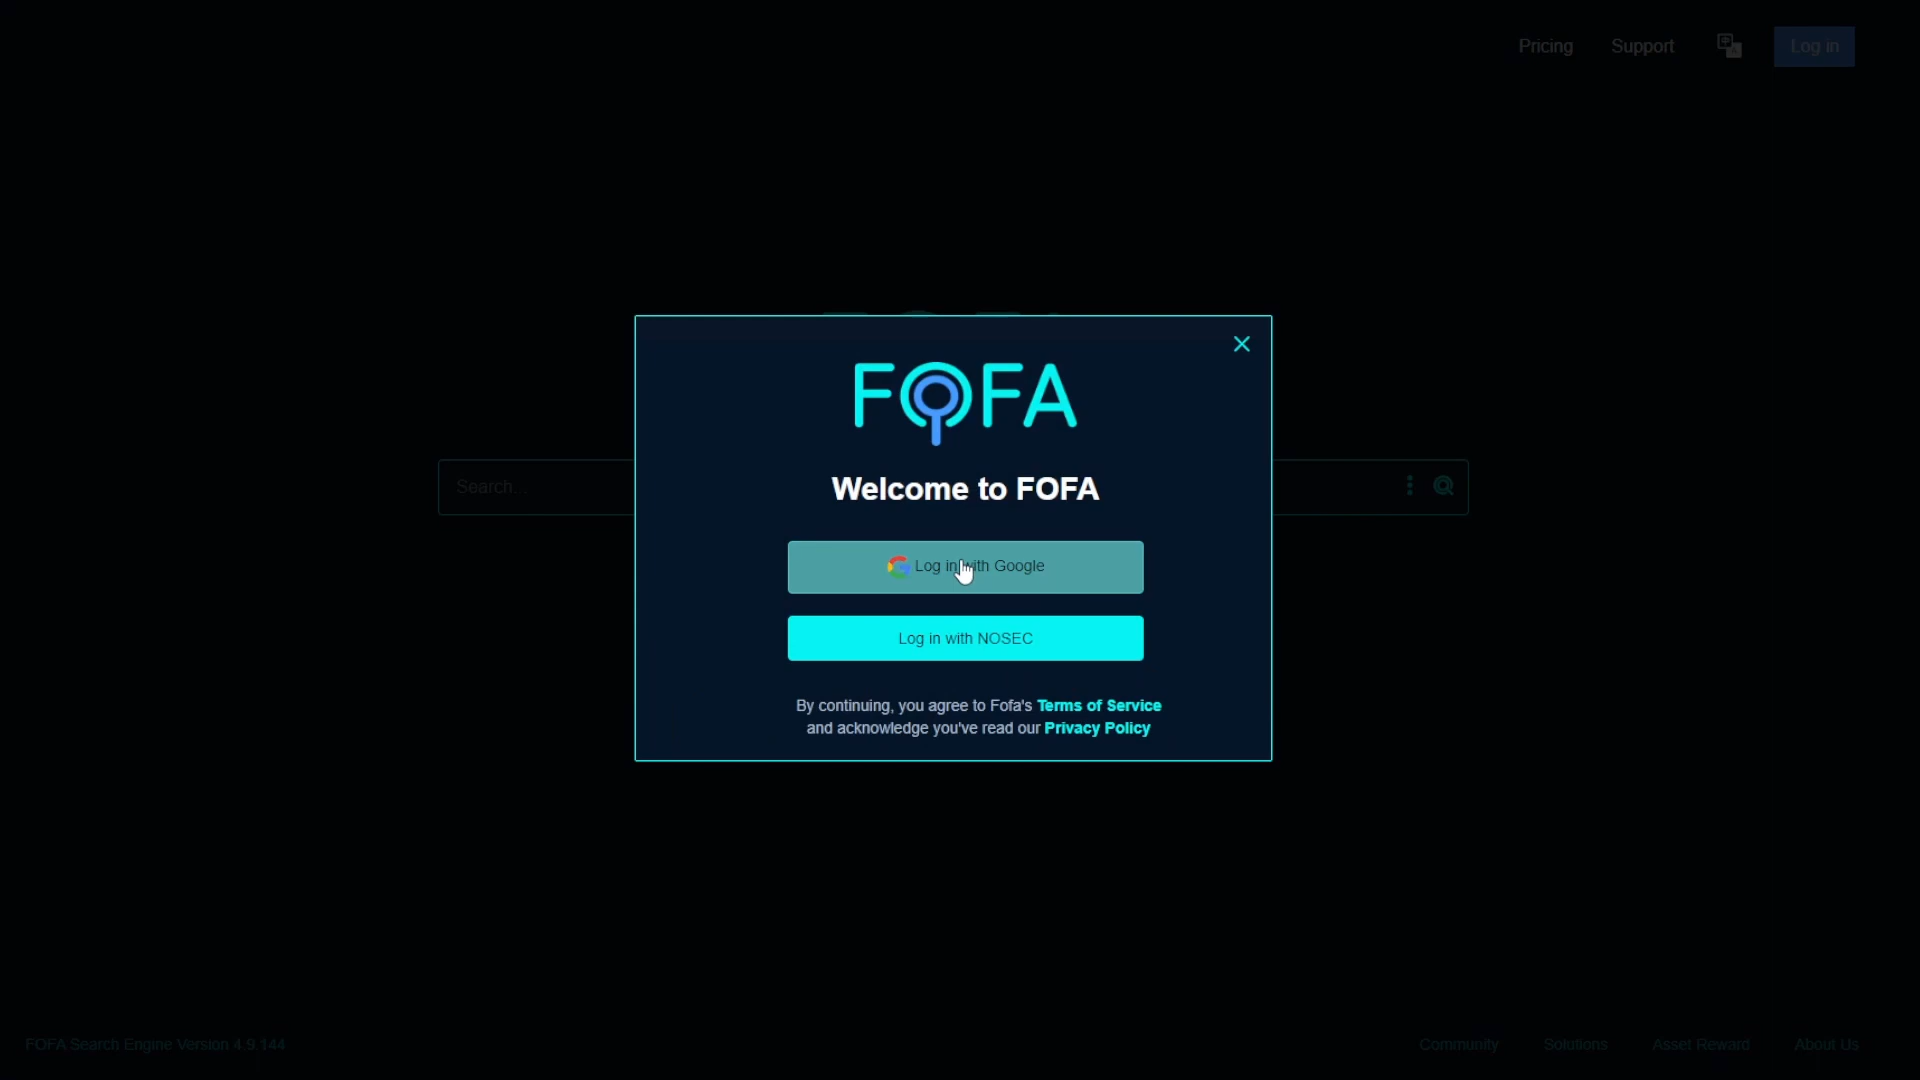 Pricing Support Log in
FOFA
Search...
Welcome to FOFA
Log in with Google
Log in with NOSEC
By continuing, you agree to Fofa's Terms of Service
and acknowledge you've read our Privacy Policy
FOFA Search Engine Version 4.9.144 Community Solutions Asset Reward About Us